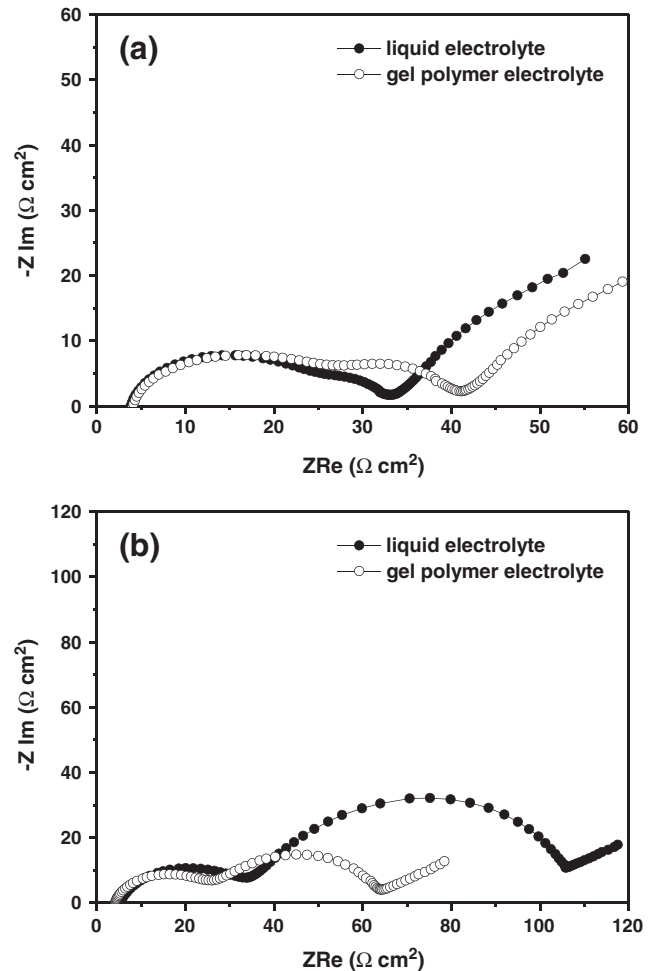 (a)
liquid electrolyte
gel polymer electrolyte
60
50
40
30
20
10
0
-Z Im (Ω cm²)
0 10 20 30 40 50 60
ZRe (Ω cm²)
(b)
liquid electrolyte
gel polymer electrolyte
120
100
80
60
40
20
0
-Z Im (Ω cm²)
0 20 40 60 80 100 120
ZRe (Ω cm²)